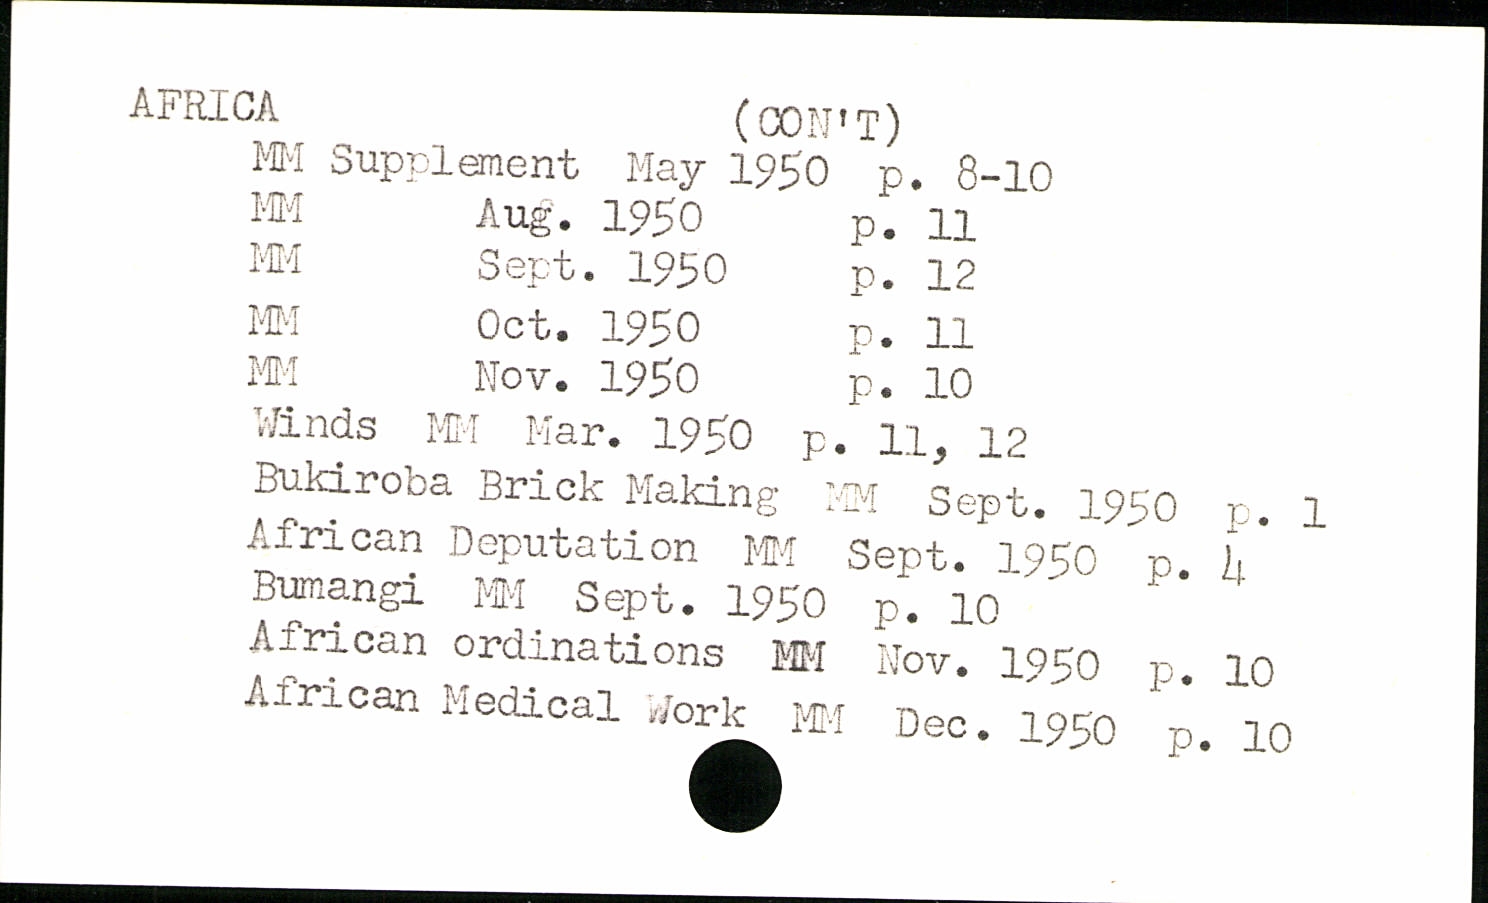 AFRICA (CON'T)
MM Supplement May 1950 p. 8-10
MM Aug. 1950 p. 11
MM Sept. 1950 p. 12
MM Oct. 1950 p. 11
MM Nov. 1950 p. 10
Winds MM Mar. 1950 p. 11, 12
Bukiroba Brick Making MM Sept. 1950 p. 1
African Deputation MM Sept. 1950 p. 4
Bumangi MM Sept. 1950 p. 10
African ordinations MM Nov. 1950 p. 10
African Medical Work MM Dec. 1950 p. 10